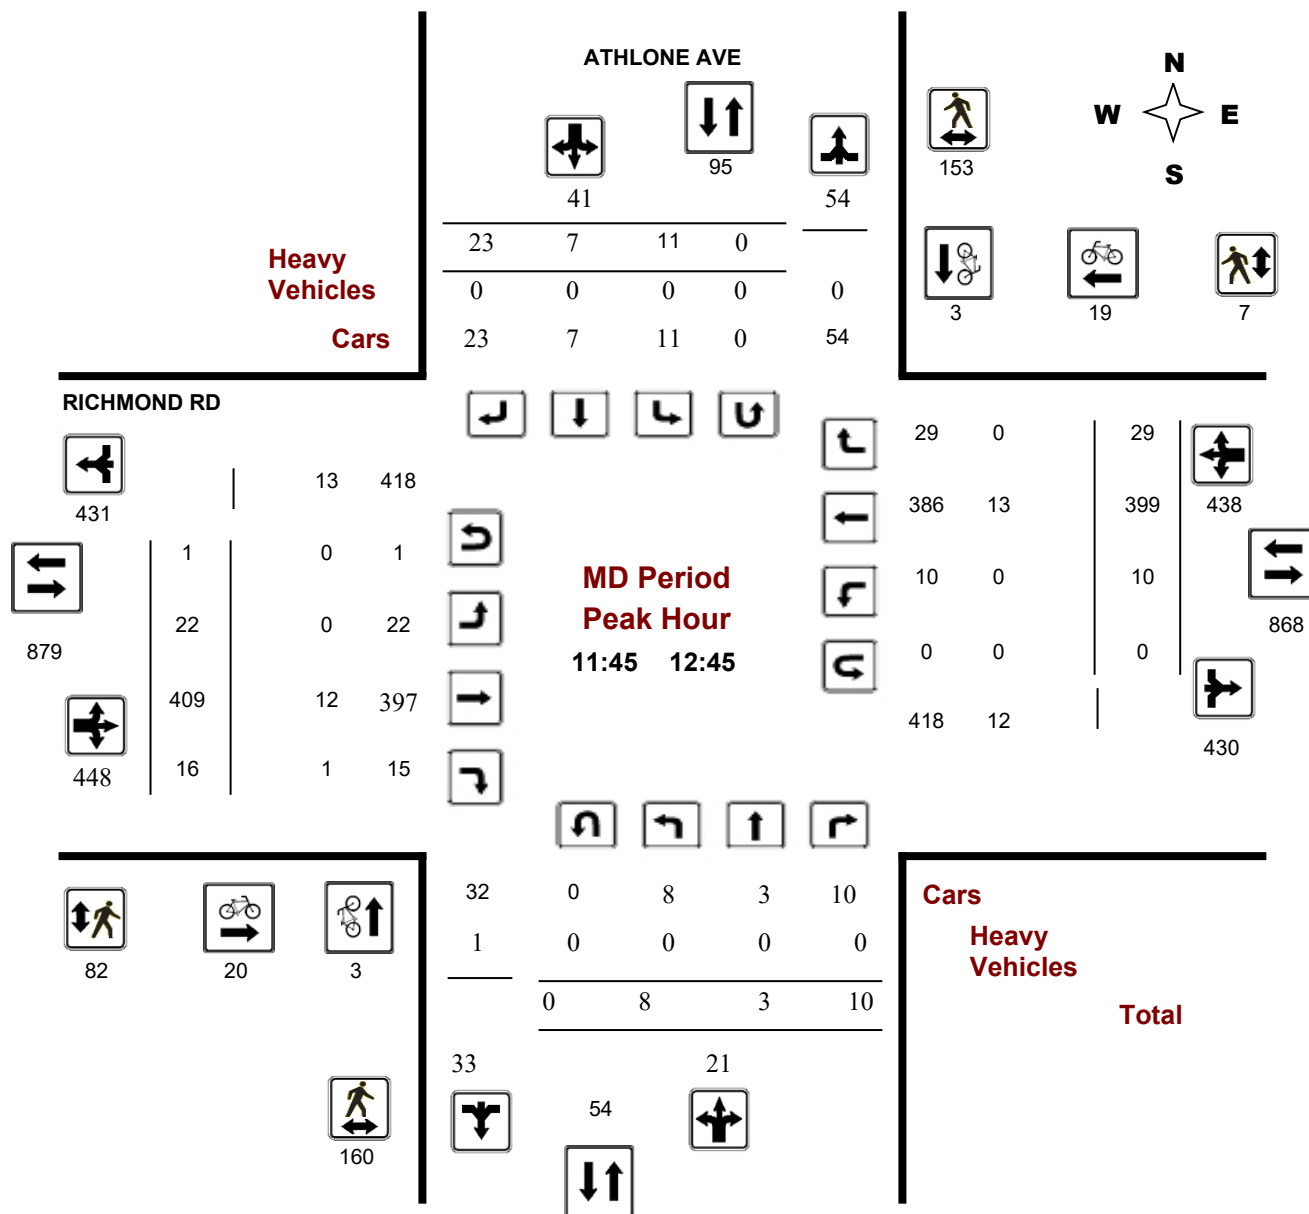 ATHLONE AVE
N
W E
S
95
153
41 54
23 7 11 0
Heavy
Vehicles
0 0 0 0 0
3 19 7
Cars
23 7 11 0 54
RICHMOND RD
29 0 29
13 418
431
386 13 399 438
1 0 1
MD Period
10 0 10
Peak Hour
22 0 22
868
879
11:45 12:45
0 0 0
409 12 397
418 12
430
448
16 1 15
32 0 8 3 10
Cars
1 0 0 0 0
Heavy
Vehicles
82 20 3
0 8 3 10
Total
33 21
54
160